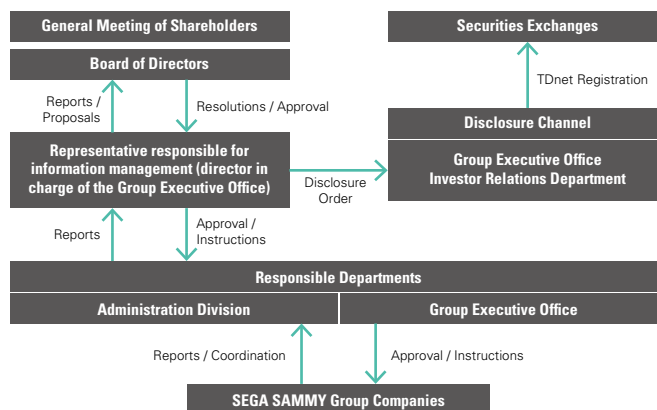 General Meeting of Shareholders
Securities Exchanges
Board of Directors
TDnet Registration
Reports /
Proposals
Resolutions / Approval
Disclosure Channel
Representative responsible for
information management (director in
charge of the Group Executive Office)
Group Executive Office
Investor Relations Department
Disclosure
Order
Reports
Approval /
Instructions
Responsible Departments
Administration Division
Group Executive Office
Reports / Coordination
Approval / Instructions
SEGA SAMMY Group Companies